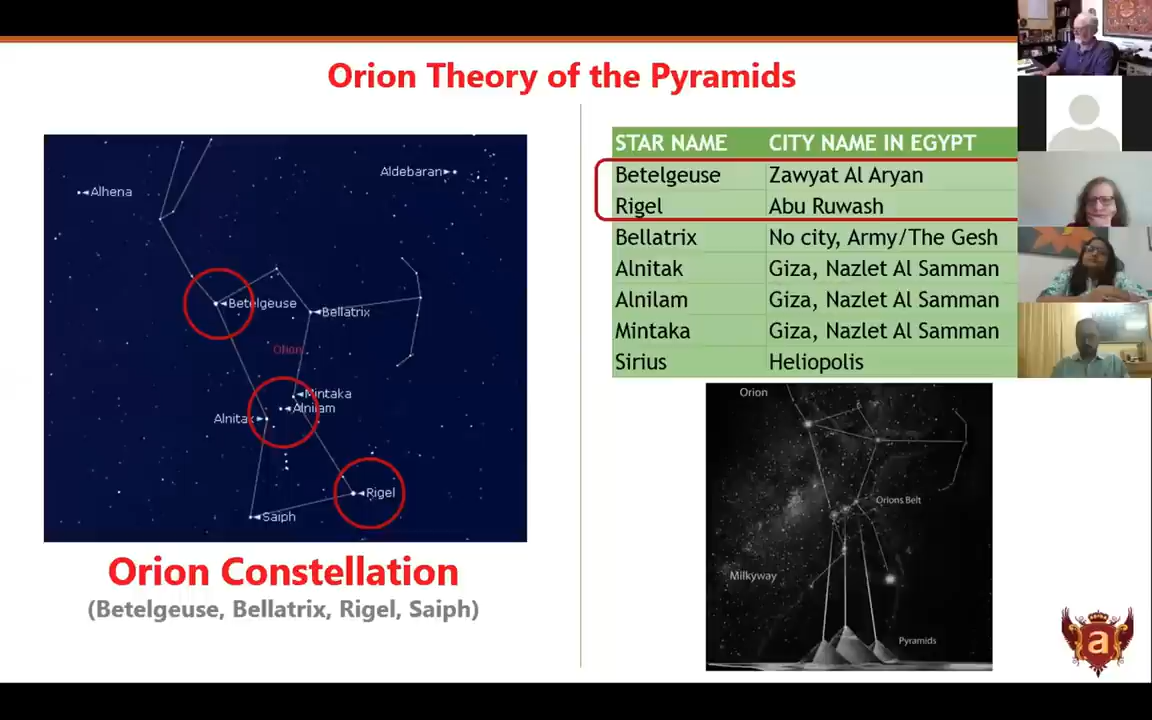 Orion Theory of the Pyramids
Alhena
Aldebaran
Betelgeuse
Bellatrix
Orion
Mintaka
Alnilam
Alnitak
Rigel
Saiph
Orion Constellation
(Betelgeuse, Bellatrix, Rigel, Saiph)
STAR NAME CITY NAME IN EGYPT
Betelgeuse Zawyat Al Aryan
Rigel Abu Ruwash
Bellatrix No city, Army/The Gesh
Alnitak Giza, Nazlet Al Samman
Alnilam Giza, Nazlet Al Samman
Mintaka Giza, Nazlet Al Samman
Sirius Heliopolis
Orion
Orions Belt
Milkyway
Pyramids
a